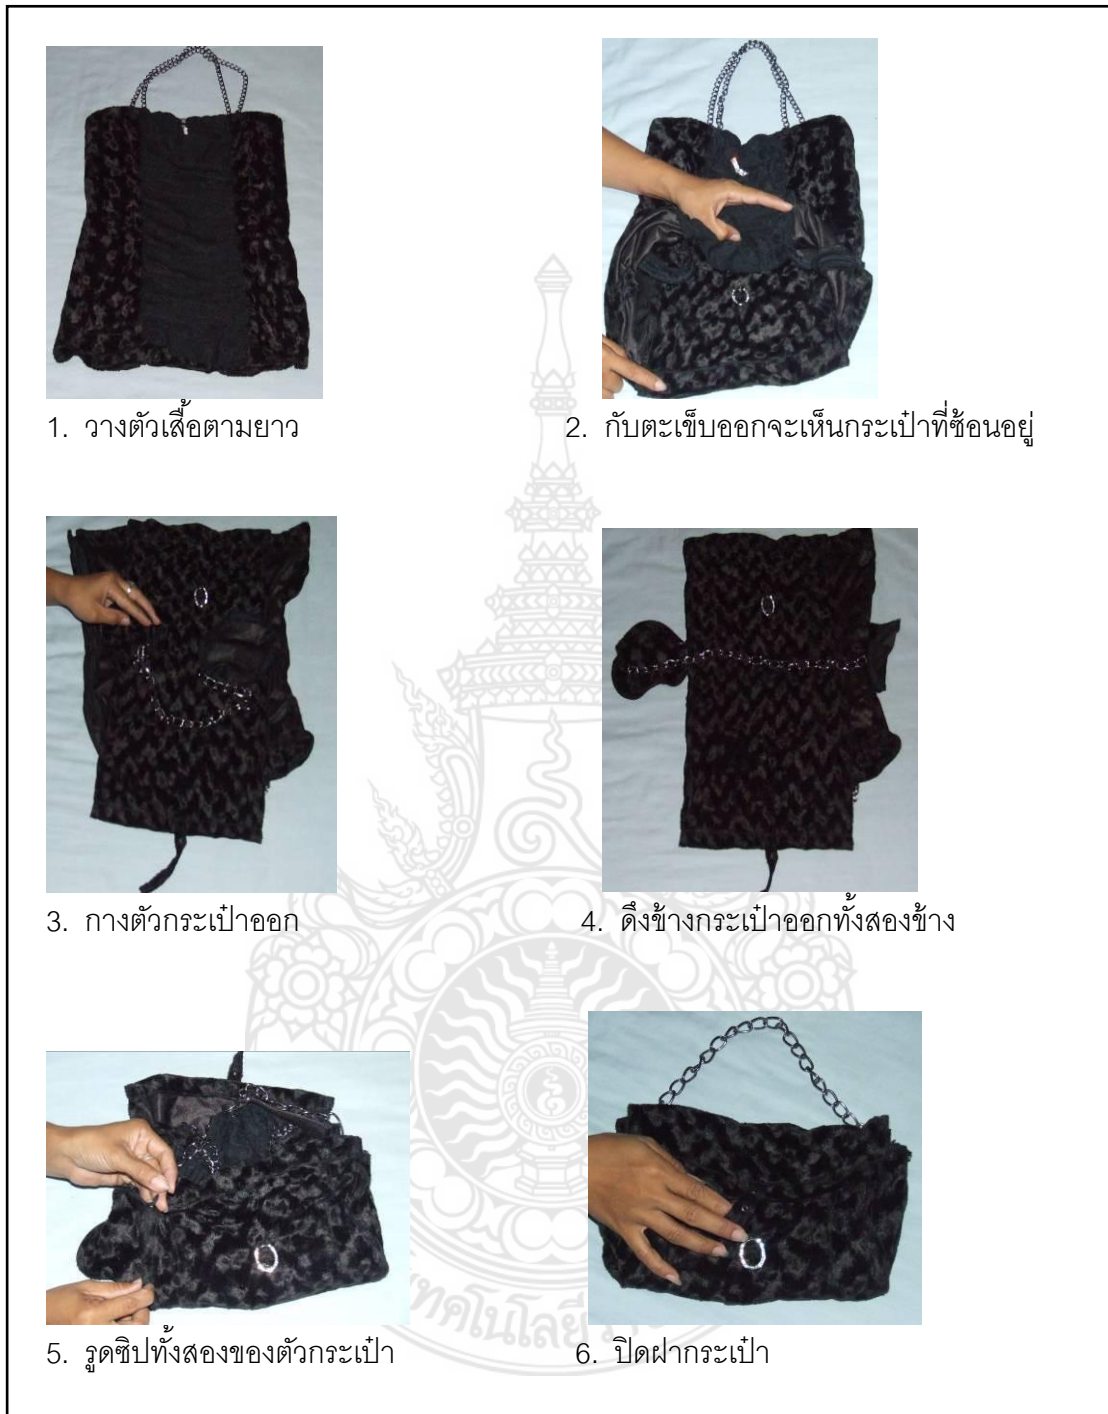 1. วางตัวเสื้อตามยาว
2. กับตะเข็บออกจะเห็นกระเป๋าที่ซ้อนอยู่
3. กางตัวกระเป๋าออก
4. ดึงข้างกระเป๋าออกทั้งสองข้าง
5. รูดซิปทั้งสองของตัวกระเป๋า
6. ปิดฝากระเป๋า